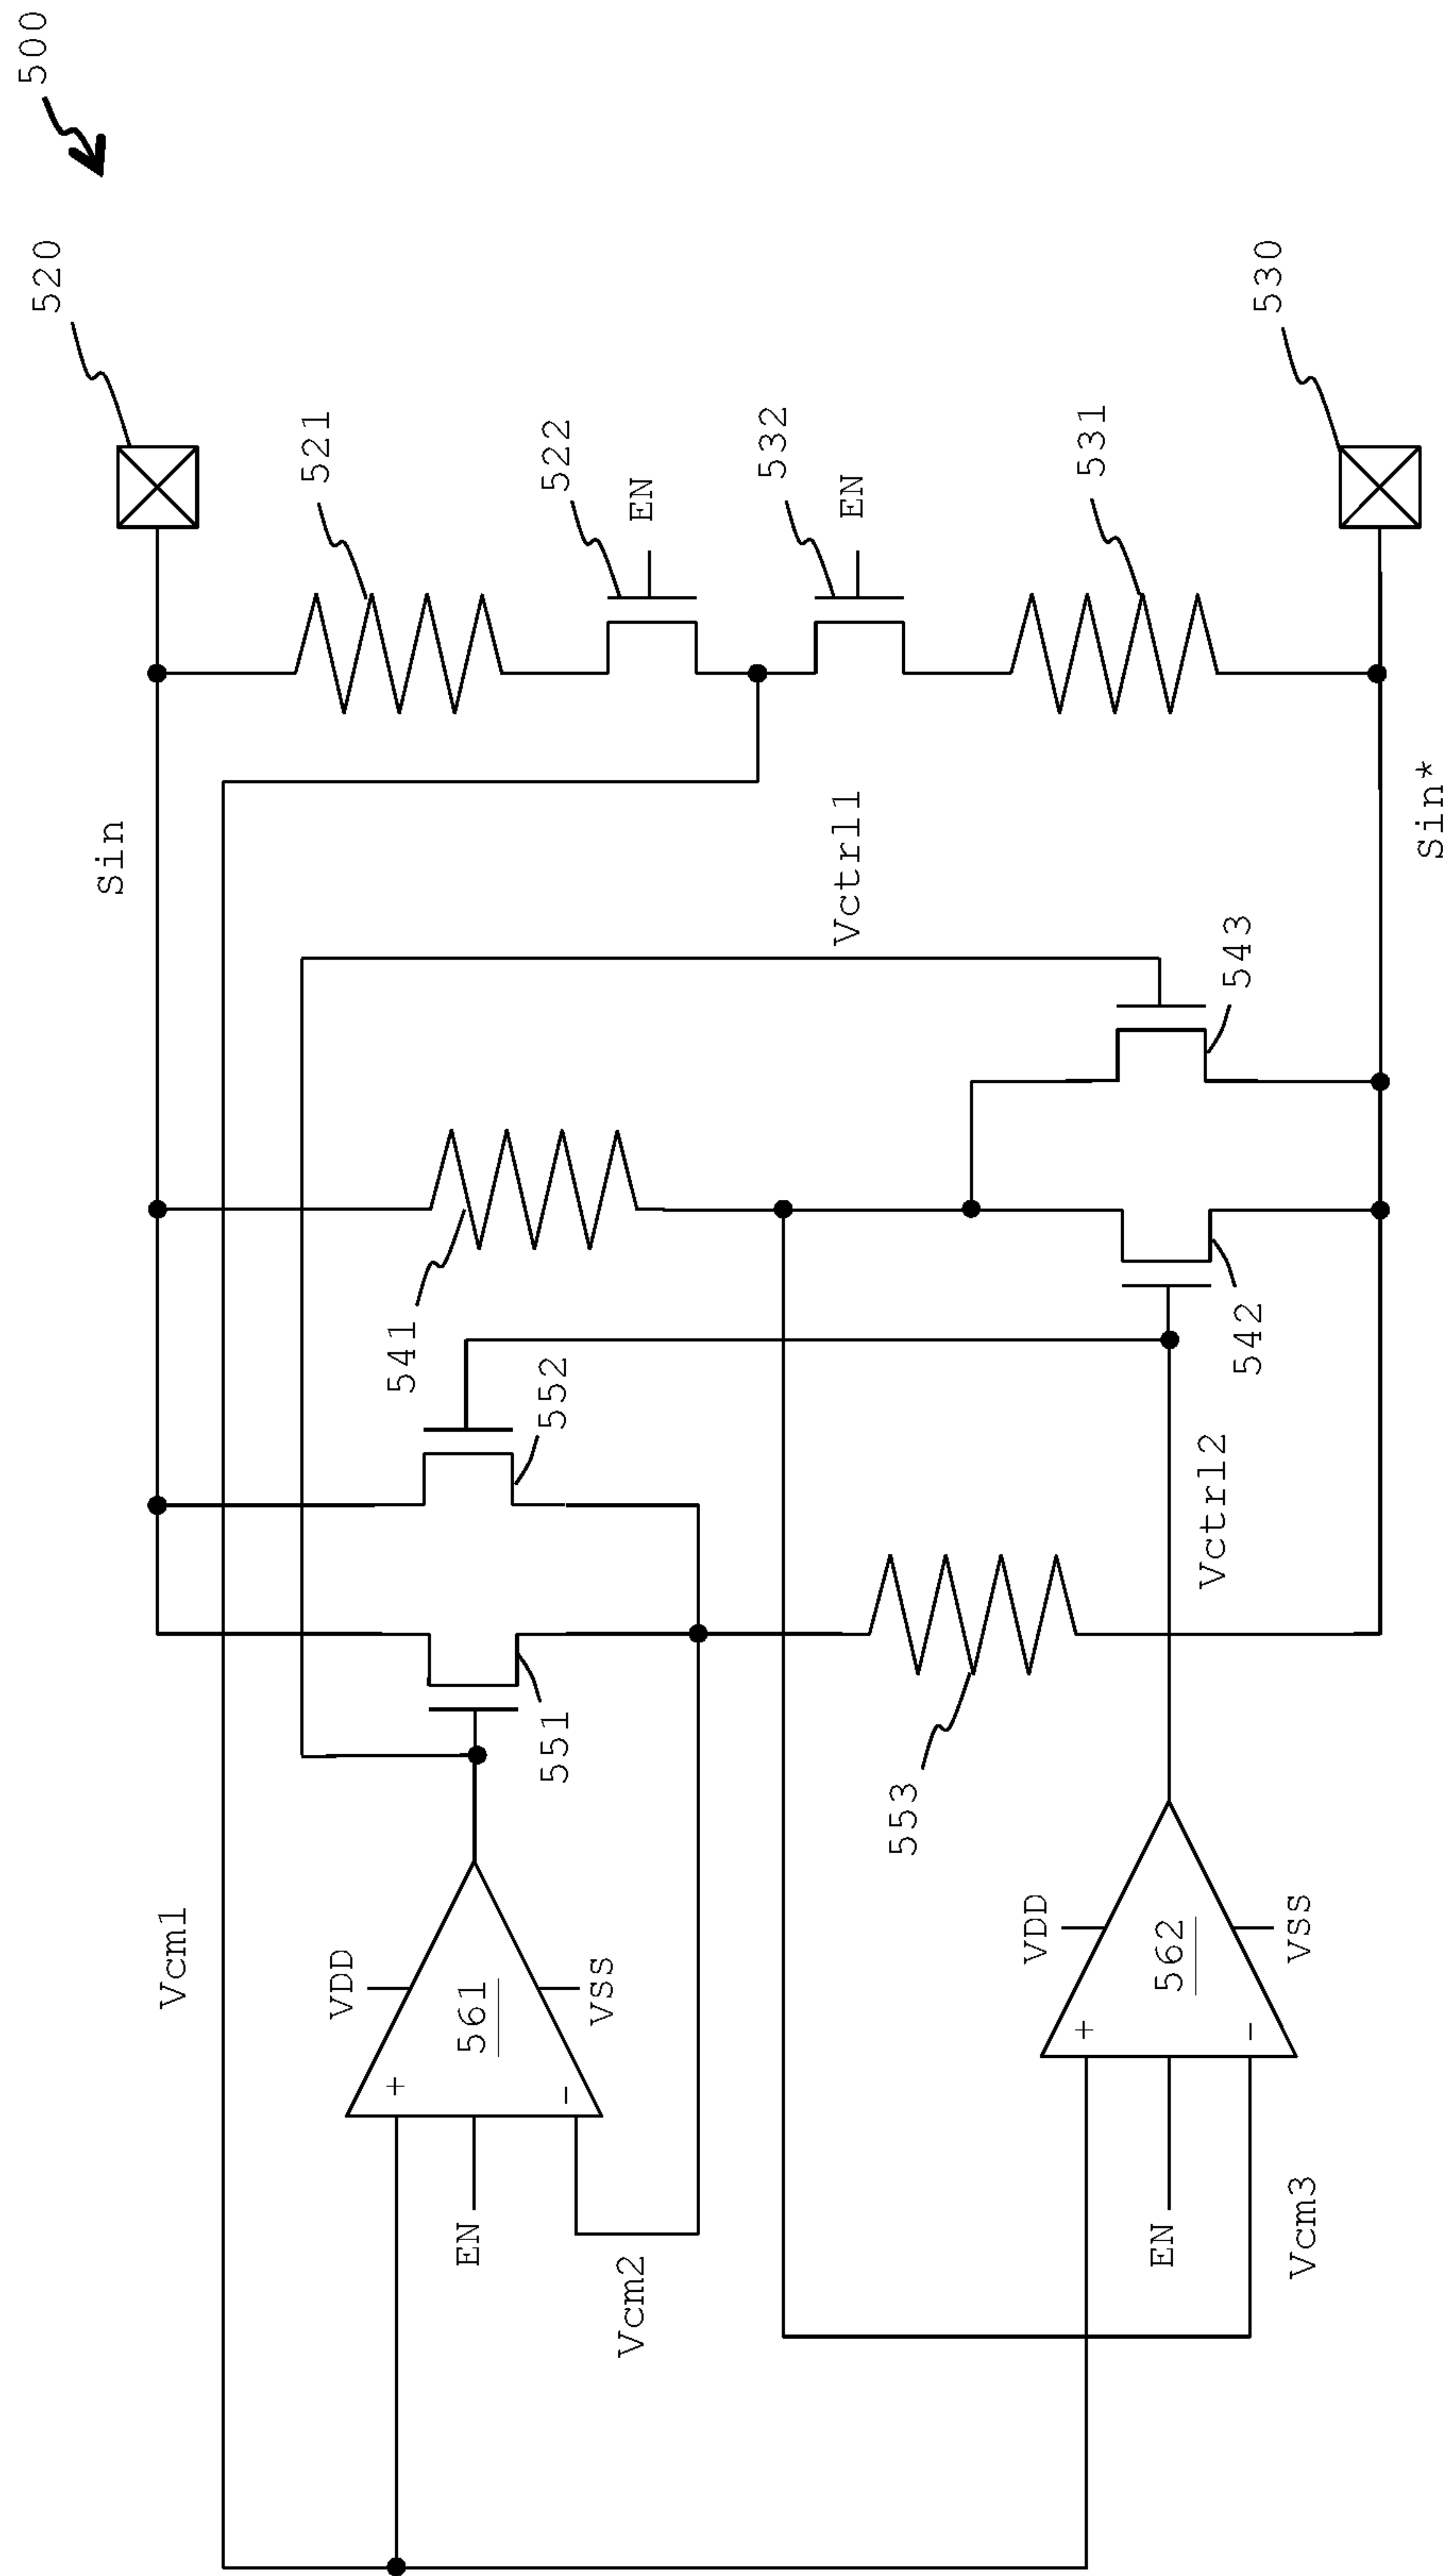 500
520
530
521
522
532
531
EN
EN
Sin
Sin*
Vctrl1
543
541
542
552
551
553
Vctrl2
Vcm1
VDD
561
VSS
+
-
EN
Vcm2
VDD
562
VSS
+
-
EN
Vcm3